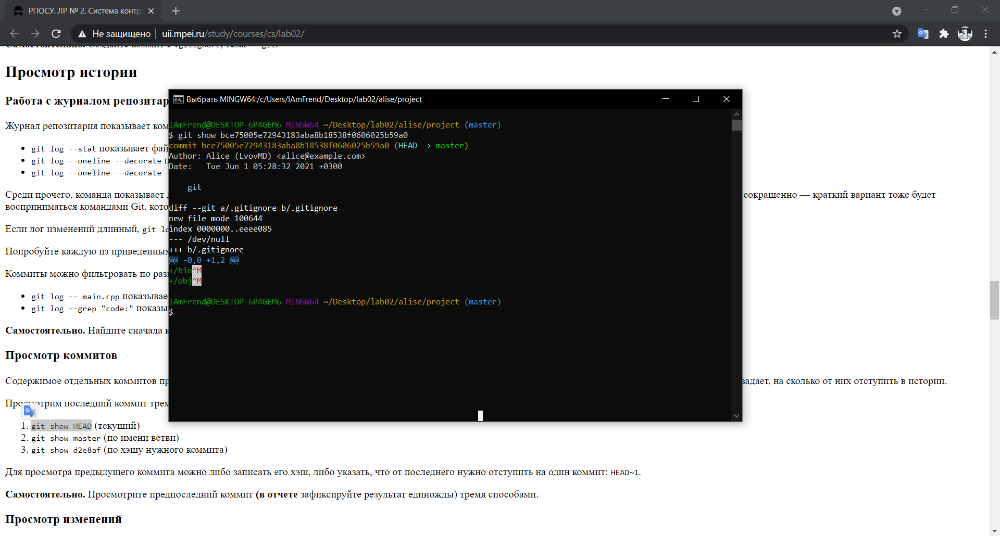 РПОСУ. ЛР № 2. Система контр
Не защищено | uii.mpei.ru/study/courses/cs/lab02/
Просмотр истории
Работа с журналом репозитар
Журнал репозитария показывает ком
git log --stat показывает фай
git log --oneline --decorate п
git log --oneline --decorate -
Среди прочего, команда показывает
сокращенно — краткий вариант тоже будет
восприниматься командами Git, кото
Если лог изменений длинный, git lo
Попробуйте каждую из приведенных
Коммиты можно фильтровать по раз
git log -- main.cpp показывае
git log --grep "code:" показы
Самостоятельно. Найдите сначала к
Просмотр коммитов
Содержимое отдельных коммитов пр
задает, на сколько от них отступить в истории.
Просмотрим последний коммит трем
1. git show HEAD (текущий)
2. git show master (по имени ветви)
3. git show d2e8af (по хэшу нужного коммита)
Для просмотра предыдущего коммита можно либо записать его хэш, либо указать, что от последнего нужно отступить на один коммит: HEAD~1.
Самостоятельно. Просмотрите предпоследний коммит (в отчете зафиксируйте результат единожды) тремя способами.
Просмотр изменений
Выбрать MINGW64:/c/Users/IAmFrend/Desktop/lab02/alise/project
IAmFrend@DESKTOP-6P4GEM6 MINGW64 ~/Desktop/lab02/alise/project (master)
$ git show bce75005e72943183aba8b18538f0606025b59a0
commit bce75005e72943183aba8b18538f0606025b59a0 (HEAD -> master)
Author: Alice (LvovMD) <alice@example.com>
Date:   Tue Jun 1 05:28:32 2021 +0300
git
diff --git a/.gitignore b/.gitignore
new file mode 100644
index 0000000..eeee085
--- /dev/null
+++ b/.gitignore
@@ -0,0 +1,2 @@
+/bin^M
+/obj^M
IAmFrend@DESKTOP-6P4GEM6 MINGW64 ~/Desktop/lab02/alise/project (master)
$